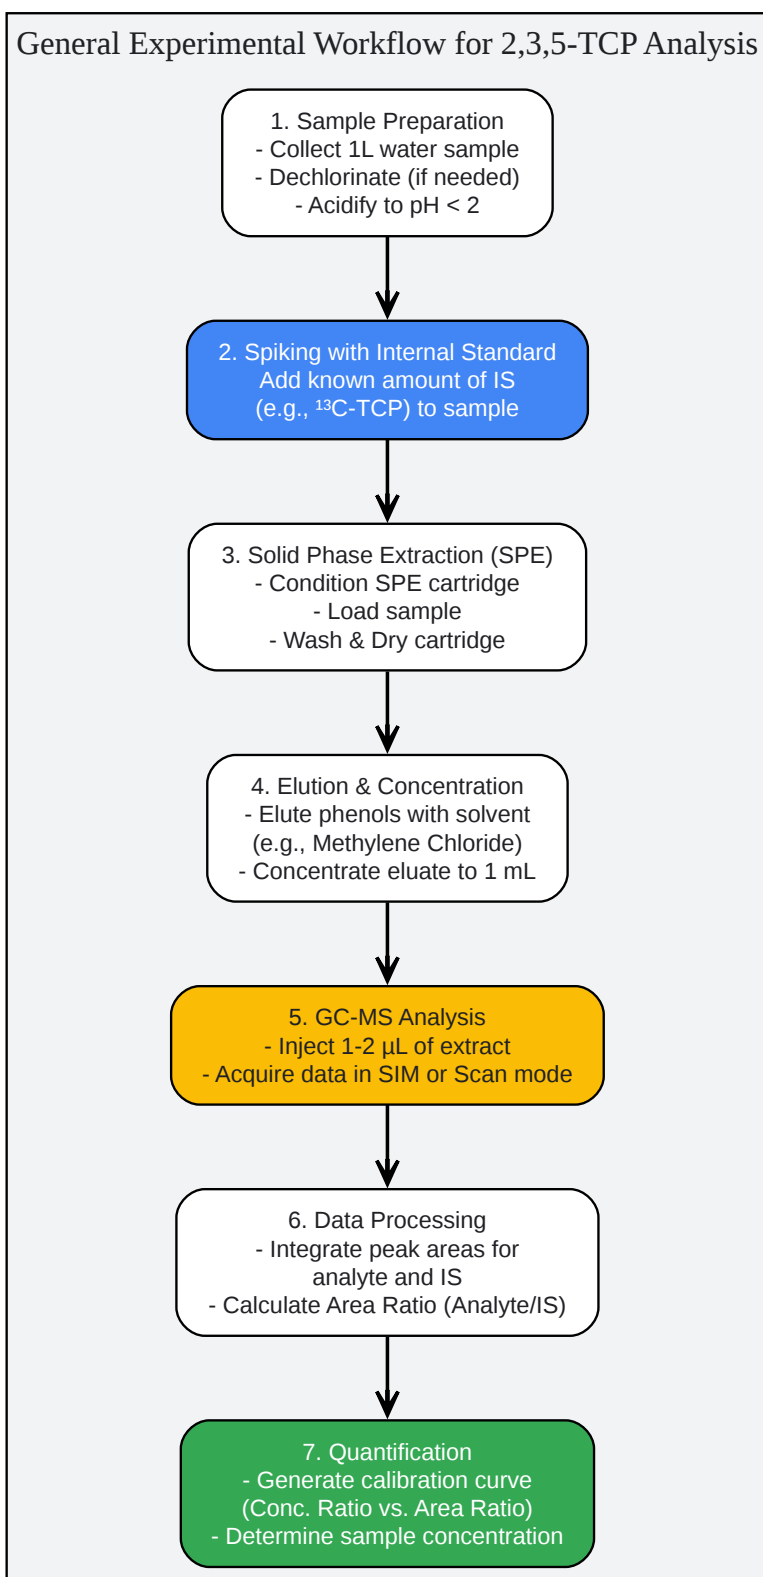 General Experimental Workflow for 2,3,5-TCP Analysis
1. Sample Preparation
- Collect 1L water sample
- Dechlorinate (if needed)
- Acidify to pH < 2
2. Spiking with Internal Standard
Add known amount of IS
(e.g., ¹³C-TCP) to sample
3. Solid Phase Extraction (SPE)
- Condition SPE cartridge
- Load sample
- Wash & Dry cartridge
4. Elution & Concentration
- Elute phenols with solvent
(e.g., Methylene Chloride)
- Concentrate eluate to 1 mL
5. GC-MS Analysis
- Inject 1-2 µL of extract
- Acquire data in SIM or Scan mode
6. Data Processing
- Integrate peak areas for
analyte and IS
- Calculate Area Ratio (Analyte/IS)
7. Quantification
- Generate calibration curve
(Conc. Ratio vs. Area Ratio)
- Determine sample concentration